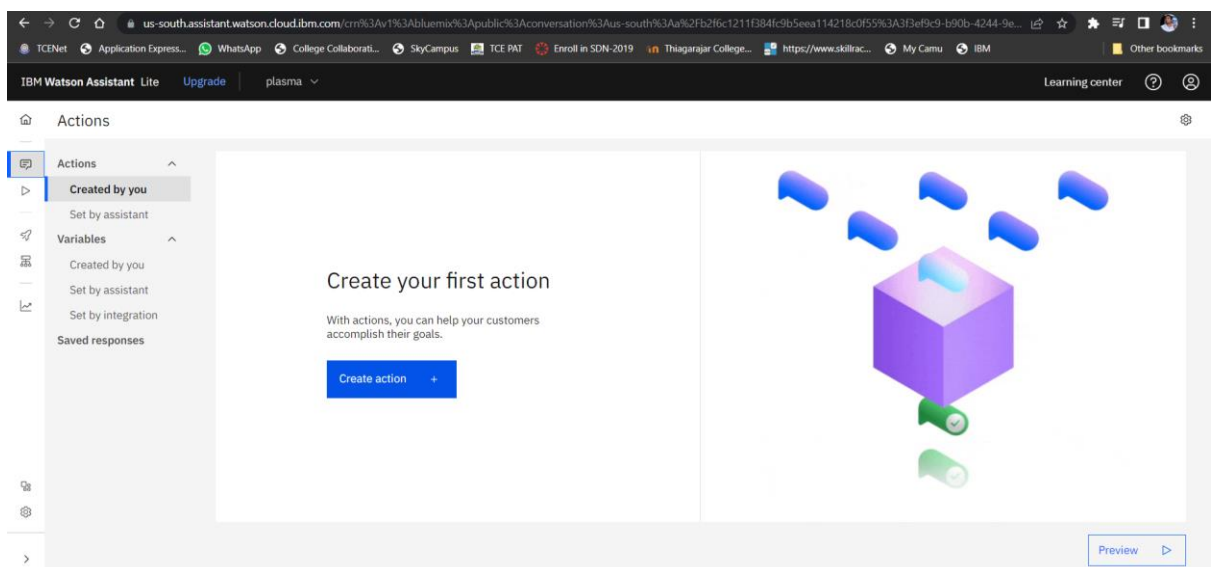 us-south.assistant.watson.cloud.ibm.com/crn%3Av1%3Abluemix%3Apublic%3Aconversation%3Aus-south%3Aa%2Fb2f6c1211f384fc9b5eea114218c0f55%3A3f3ef9c9-b90b-4244-9e...
TCENet Application Express... WhatsApp College Collaborati... SkyCampus TCE PAT Enroll in SDN-2019 Thiagarajar College... https://www.skillrac... My Camu IBM Other bookmarks
IBM Watson Assistant Lite Upgrade plasma Learning center
Actions
Actions
Created by you
Set by assistant
Variables
Created by you
Set by assistant
Set by integration
Saved responses
Create your first action
With actions, you can help your customers
accomplish their goals.
Create action +
Preview